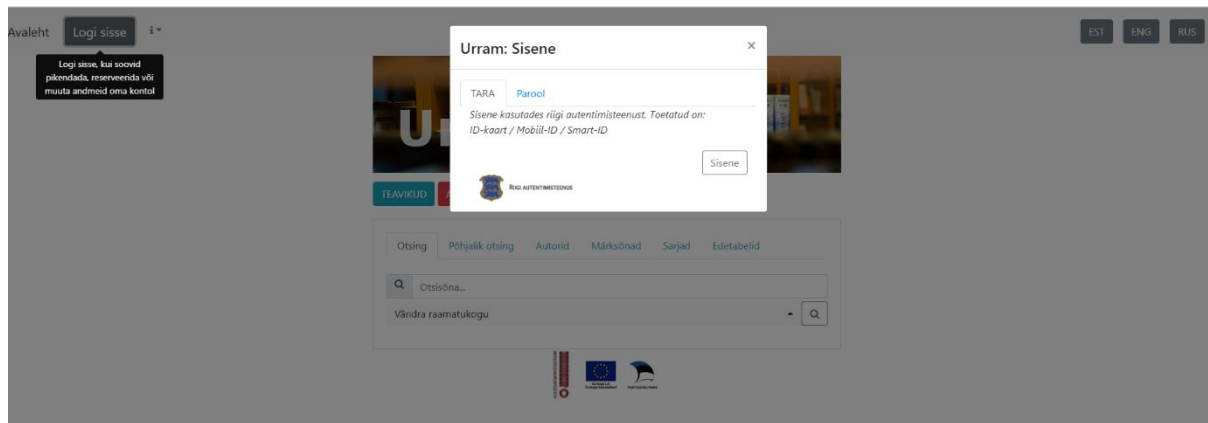 Avaleht
Logi sisse
Logi sisse, kui soovid
pikendada, reserveerida või
muuta andmeid oma kontol
EST
ENG
RUS
Urram: Sisene
×
TARA
Parool
Sisene kasutades riigi autentimisteenust. Toetatud on:
ID-kaart / Mobiil-ID / Smart-ID
Sisene
RIIGI AUTENTIMISTEENUS
U
TEAVIKUD
Otsing
Põhjalik otsing
Autorid
Märksõnad
Sarjad
Edetabelid
Otsisõna...
Vändra raamatukogu